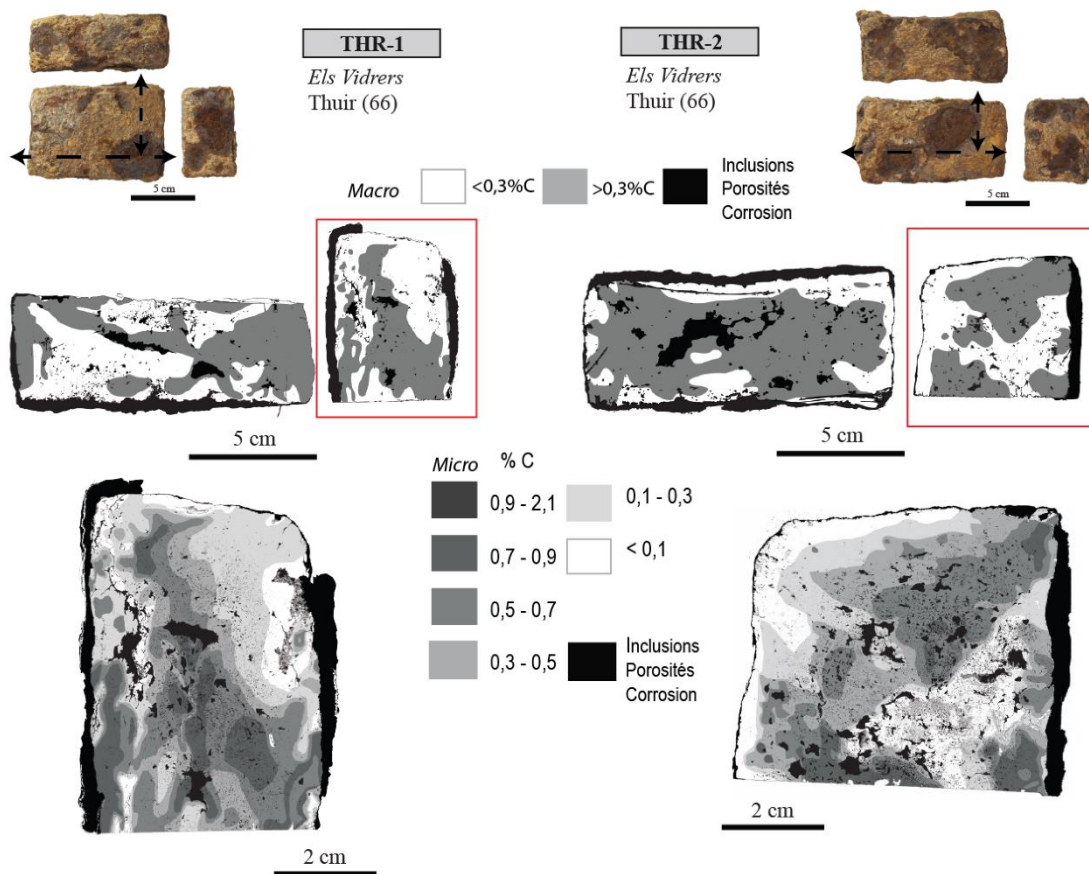 THR-1
Els Vidrers
Thuir (66)
5 cm
THR-2
Els Vidrers
Thuir (66)
5 cm
Macro
<0,3%C
>0,3%C
Inclusions
Porosités
Corrosion
5 cm
5 cm
Micro
% C
0,9 - 2,1
0,7 - 0,9
0,5 - 0,7
0,3 - 0,5
0,1 - 0,3
< 0,1
Inclusions
Porosités
Corrosion
2 cm
2 cm